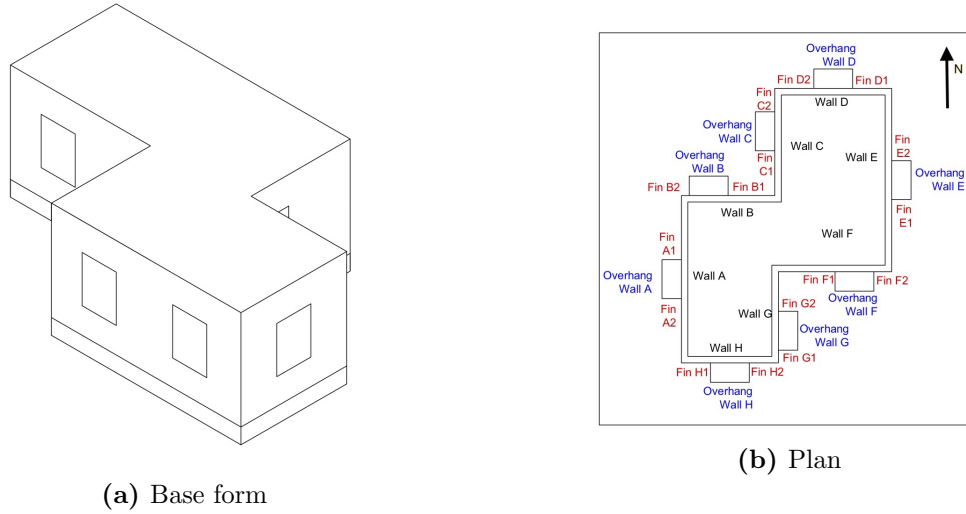 Overhang
Wall D
Fin D2
Fin D1
N
Fin
C2
Wall D
Overhang
Wall C
Wall C
Fin
C1
Wall E
Fin
E2
Overhang
Wall E
Fin
E1
Overhang
Wall B
Fin B2
Fin B1
Wall B
Wall F
Fin
A1
Overhang
Wall A
Wall A
Fin
A2
Fin F1
Fin F2
Overhang
Wall F
Fin G2
Wall G
Overhang
Wall G
Wall H
Fin G1
Fin H1
Fin H2
Overhang
Wall H
(a) Base form
(b) Plan